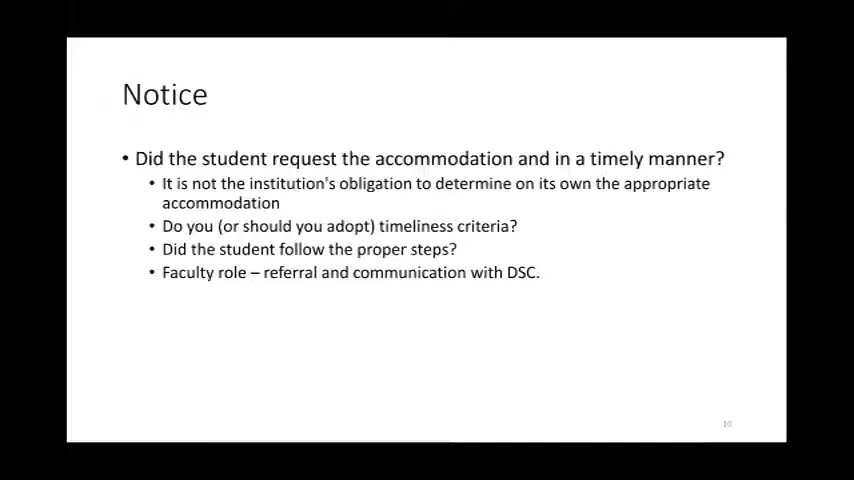 Notice
• Did the student request the accommodation and in a timely manner?
• It is not the institution's obligation to determine on its own the appropriate
accommodation
• Do you (or should you adopt) timeliness criteria?
• Did the student follow the proper steps?
• Faculty role – referral and communication with DSC.
10